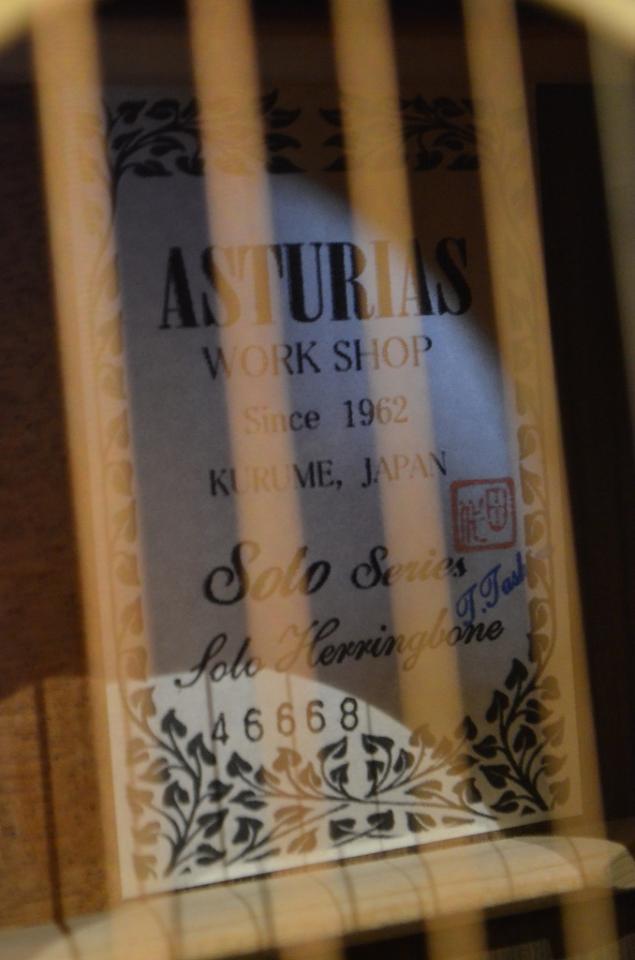 ASTURIAS
WORK SHOP
Since 1962
KURUME, JAPAN
Solo Series
Solo Herringbone
46668